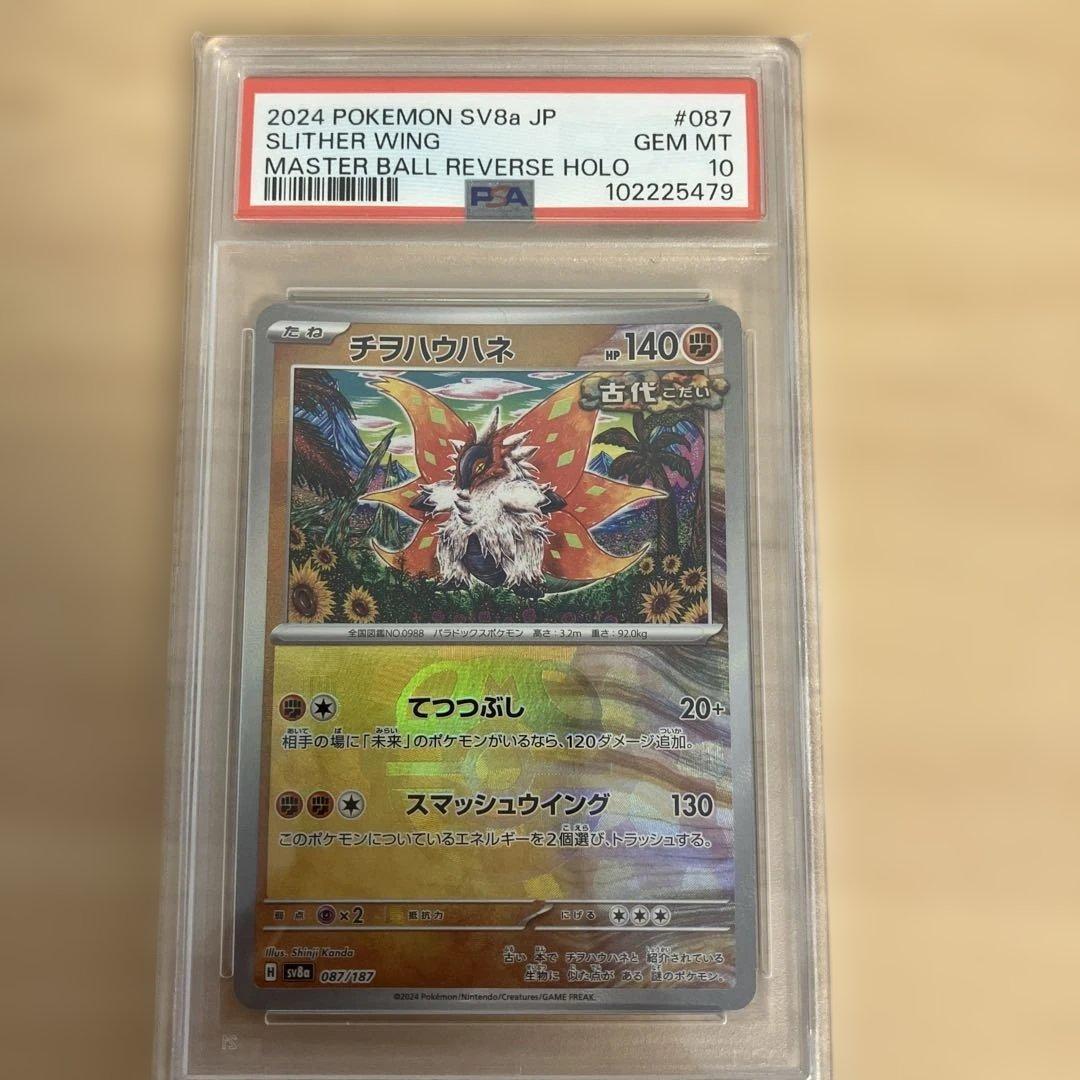 2024 POKEMON SV8a JP #087
SLITHER WING GEM MT
MASTER BALL REVERSE HOLO 10
PSA 102225479
たね チヲハウハネ HP 140
古代 こだい
全国図鑑NO.0988 パラドックスポケモン 高さ:3.2m 重さ:92.0kg
てつつぶし 20+
相手の場に「未来」のポケモンがいるなら、120ダメージ追加。
スマッシュウイング 130
このポケモンについているエネルギーを2個選び、トラッシュする。
弱点 ×2 抵抗力 にげる
Illus. Shinji Kanda
古い本で チヲハウハネと 紹介されている
H sv8a 087/187 生物に 似た点が ある 謎のポケモン。
©2024 Pokémon/Nintendo/Creatures/GAME FREAK.